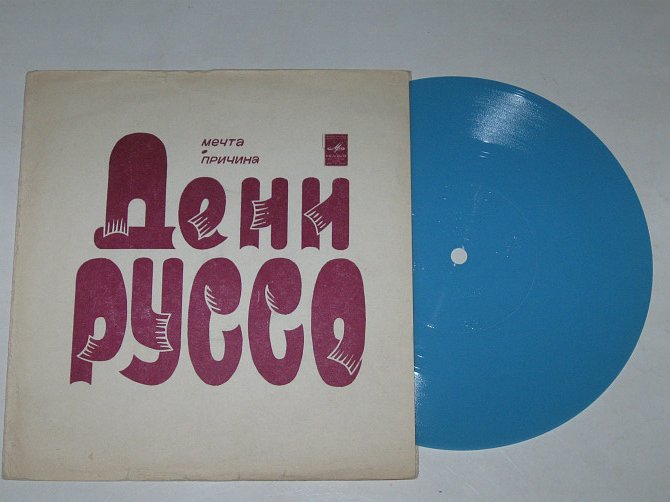 мечта
• причина
Дени
руссо